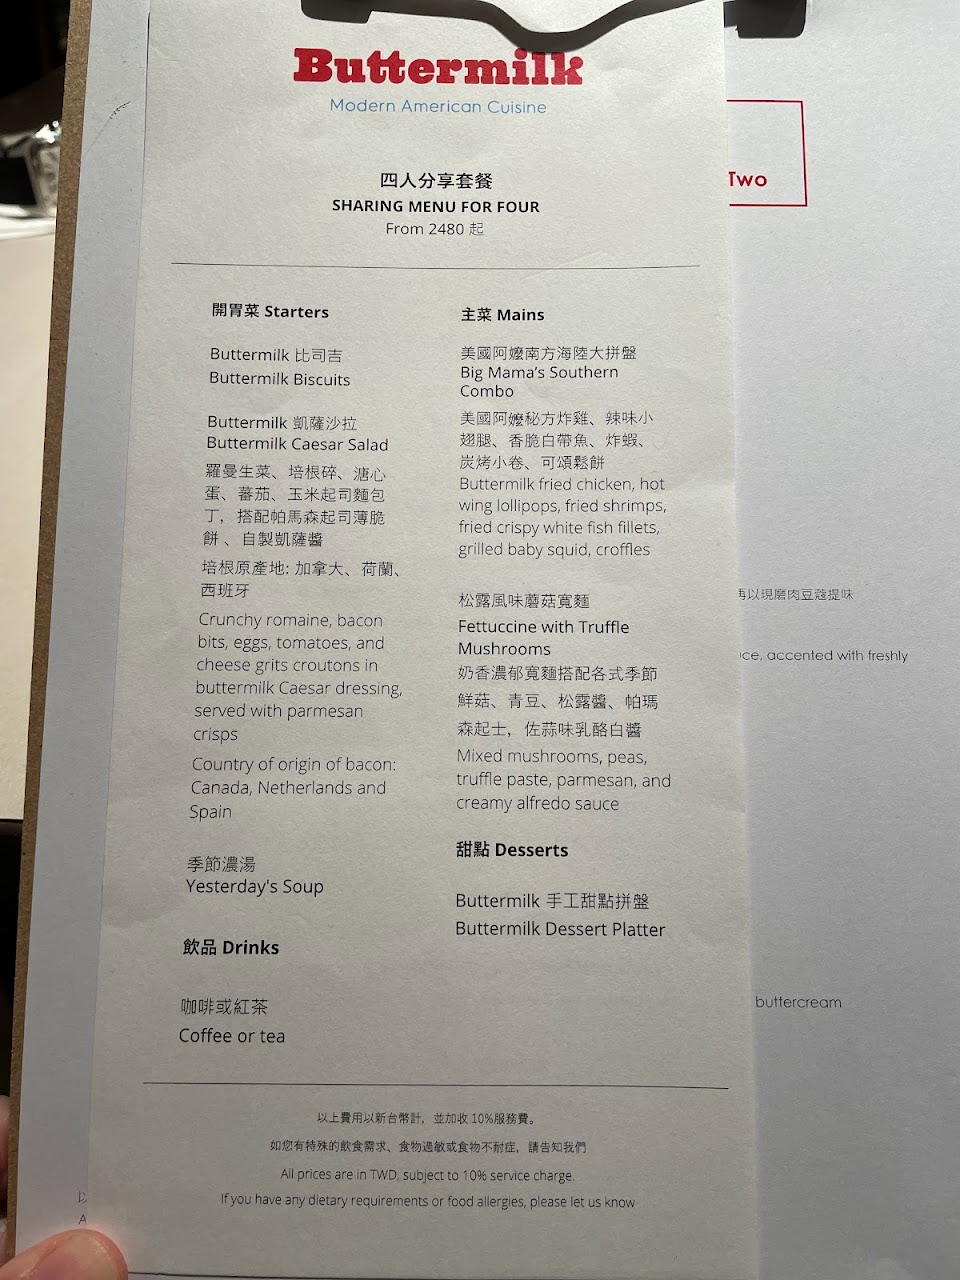 Buttermilk
Modern American Cuisine
四人分享套餐
SHARING MENU FOR FOUR
From 2480 起
開胃菜 Starters
Buttermilk 比司吉
Buttermilk Biscuits
Buttermilk 凱薩沙拉
Buttermilk Caesar Salad
羅曼生菜、培根碎、溏心
蛋、蕃茄、玉米起司麵包
丁，搭配帕馬森起司薄脆
餅、自製凱薩醬
培根原產地: 加拿大、荷蘭、
西班牙
Crunchy romaine, bacon
bits, eggs, tomatoes, and
cheese grits croutons in
buttermilk Caesar dressing,
served with parmesan
crisps
Country of origin of bacon:
Canada, Netherlands and
Spain
季節濃湯
Yesterday's Soup
飲品 Drinks
咖啡或紅茶
Coffee or tea
主菜 Mains
美國阿嬤南方海陸大拼盤
Big Mama's Southern
Combo
美國阿嬤秘方炸雞、辣味小
翅腿、香脆白帶魚、炸蝦、
炭烤小卷、可頌鬆餅
Buttermilk fried chicken, hot
wing lollipops, fried shrimps,
fried crispy white fish fillets,
grilled baby squid, croffles
松露風味蘑菇寬麵
Fettuccine with Truffle
Mushrooms
奶香濃郁寬麵搭配各式季節
鮮菇、青豆、松露醬、帕瑪
森起士，佐蒜味乳酪白醬
Mixed mushrooms, peas,
truffle paste, parmesan, and
creamy alfredo sauce
甜點 Desserts
Buttermilk 手工甜點拼盤
Buttermilk Dessert Platter
以上費用以新台幣計，並加收 10%服務費。
如您有特殊的飲食需求、食物過敏或食物不耐症，請告知我們
All prices are in TWD, subject to 10% service charge.
If you have any dietary requirements or food allergies, please let us know
Two
再以現磨肉豆蔻提味
ce, accented with freshly
buttercream
以
A